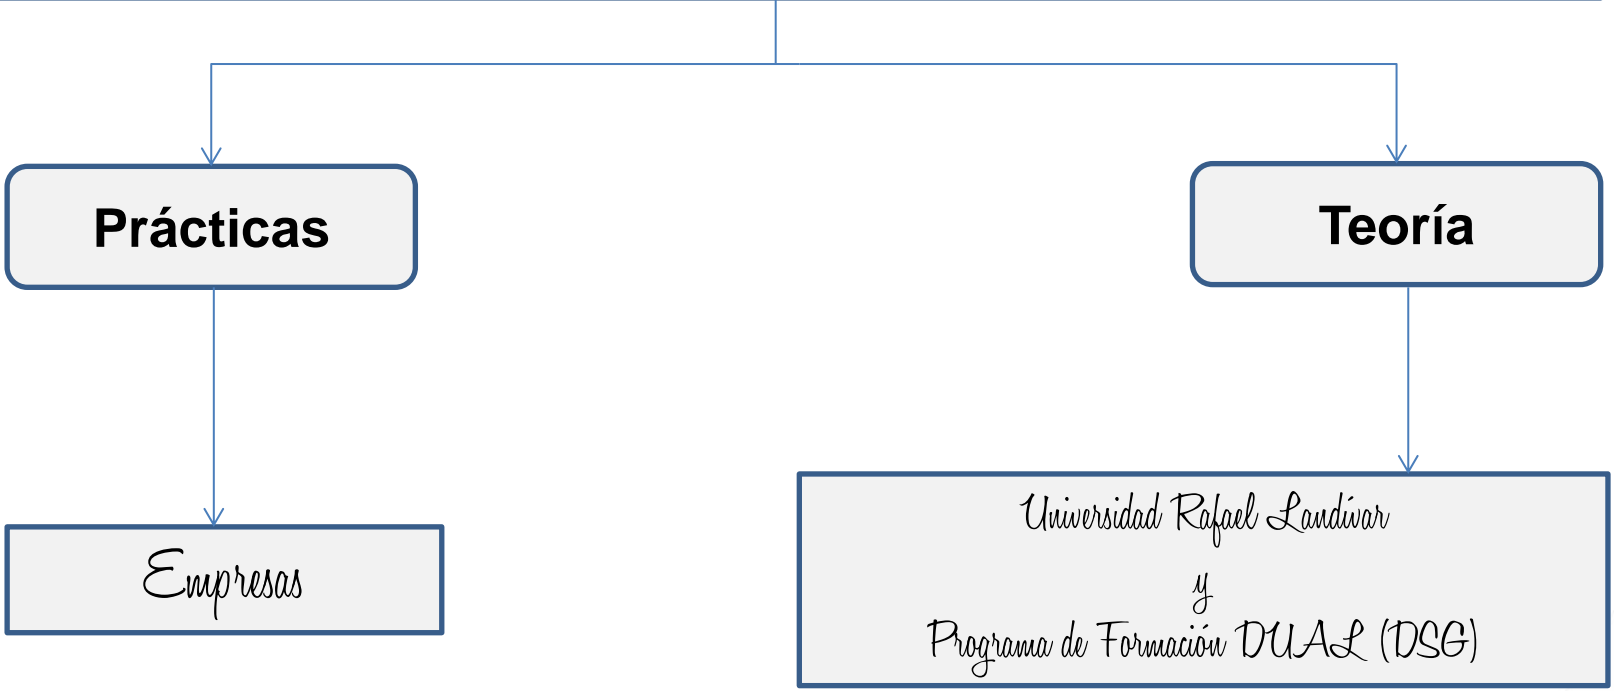 Prácticas
Teoría
Empresas
Universidad Rafael Landívar
y
Programa de Formación DUAL (DSG)